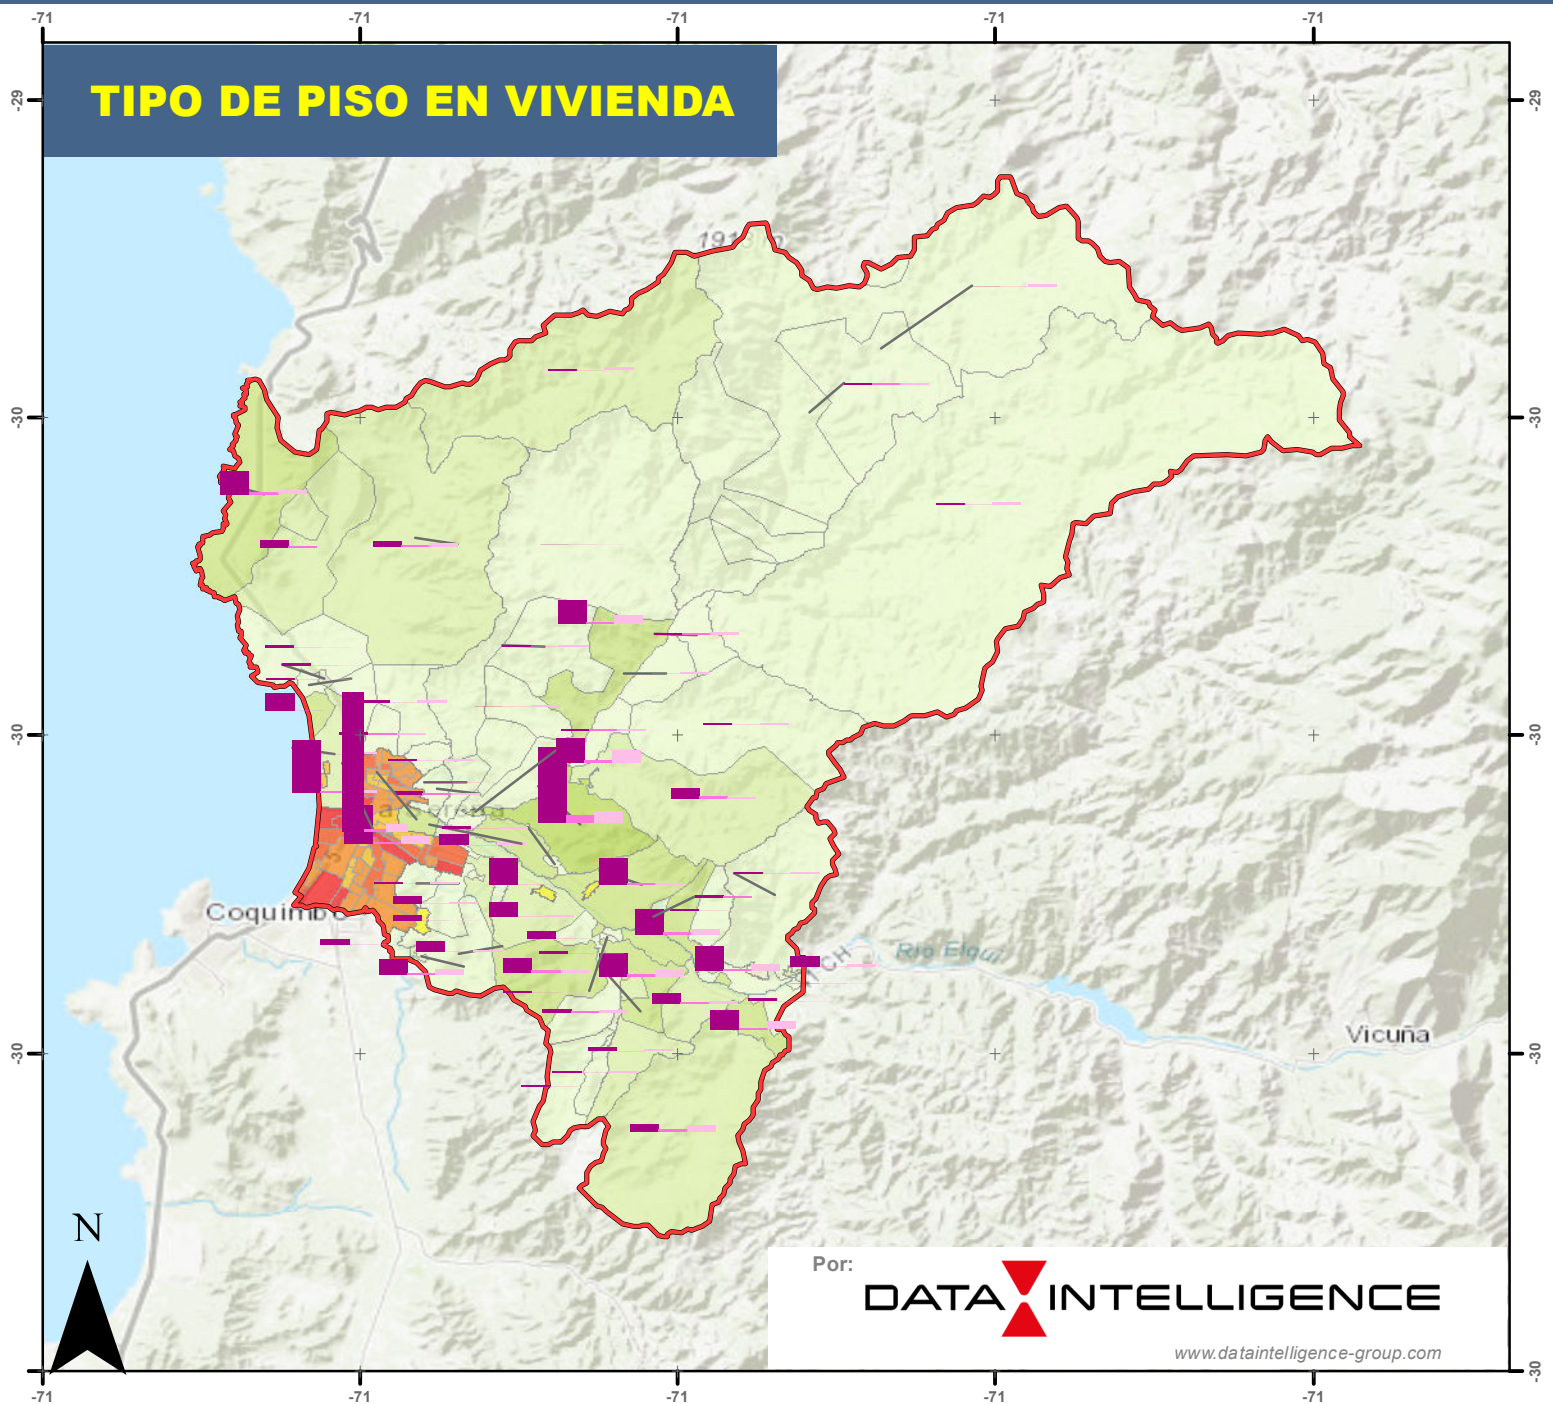 -71 -71 -71 -71 -71
TIPO DE PISO EN VIVIENDA
-29 -29
-30 -30
-30 -30
Coquimbo
Rio Elqui
Vicuña
-30 -30
N
Por:
DATA INTELLIGENCE
www.dataintelligence-group.com
-30
-71 -71 -71 -71 -71